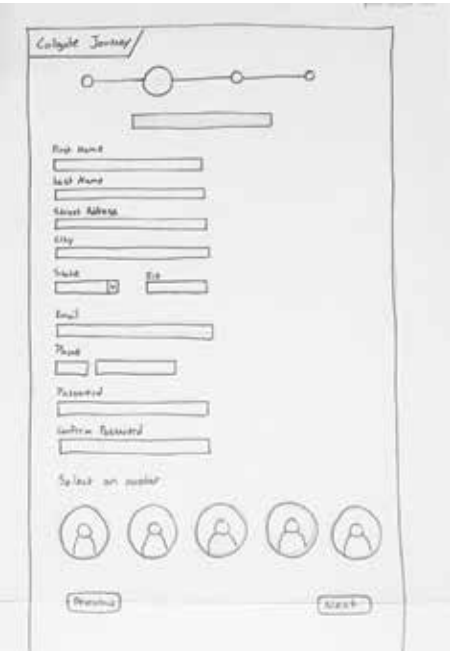 Colgate Journey
First Name
Last Name
Street Address
City
State Zip
Email
Phone
Password
Confirm Password
Select an avatar
Previous Next